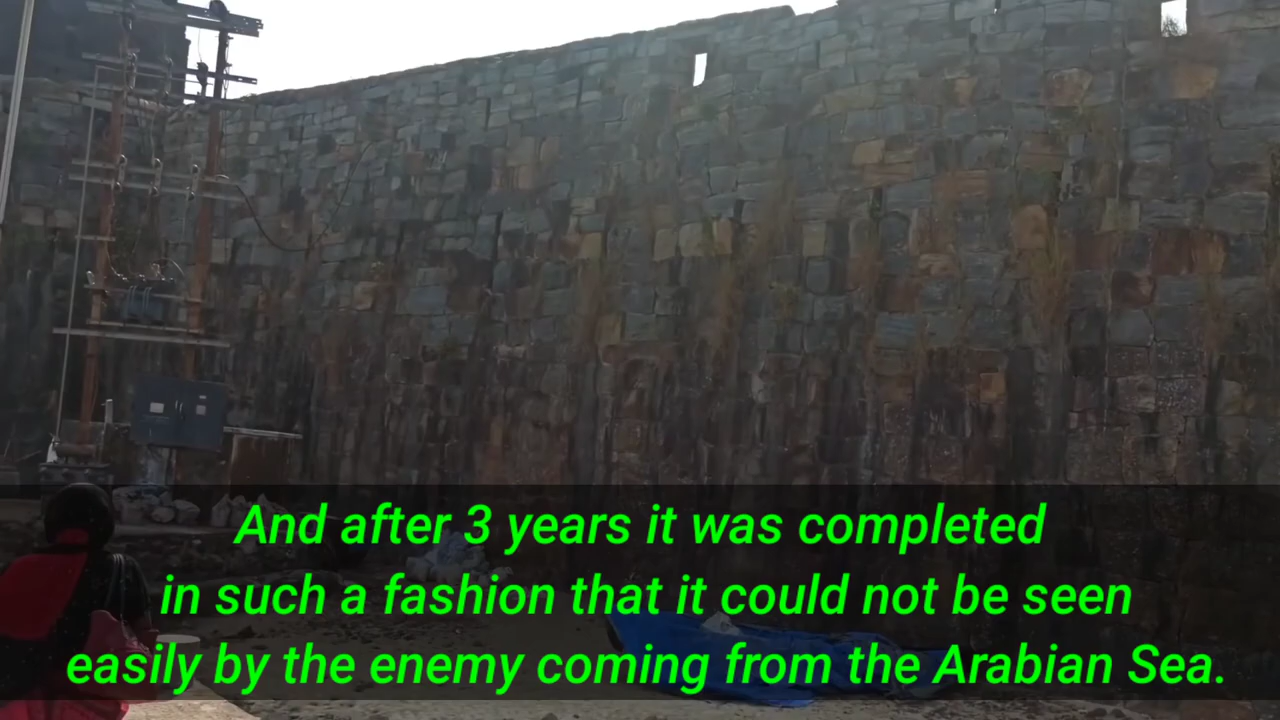 And after 3 years it was completed
in such a fashion that it could not be seen
easily by the enemy coming from the Arabian Sea.